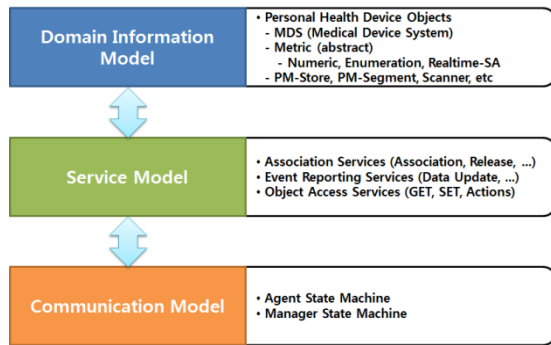 Domain Information
Model
• Personal Health Device Objects
- MDS (Medical Device System)
- Metric (abstract)
- Numeric, Enumeration, Realtime-SA
- PM-Store, PM-Segment, Scanner, etc
Service Model
• Association Services (Association, Release, ...)
• Event Reporting Services (Data Update, ...)
• Object Access Services (GET, SET, Actions)
Communication Model
• Agent State Machine
• Manager State Machine